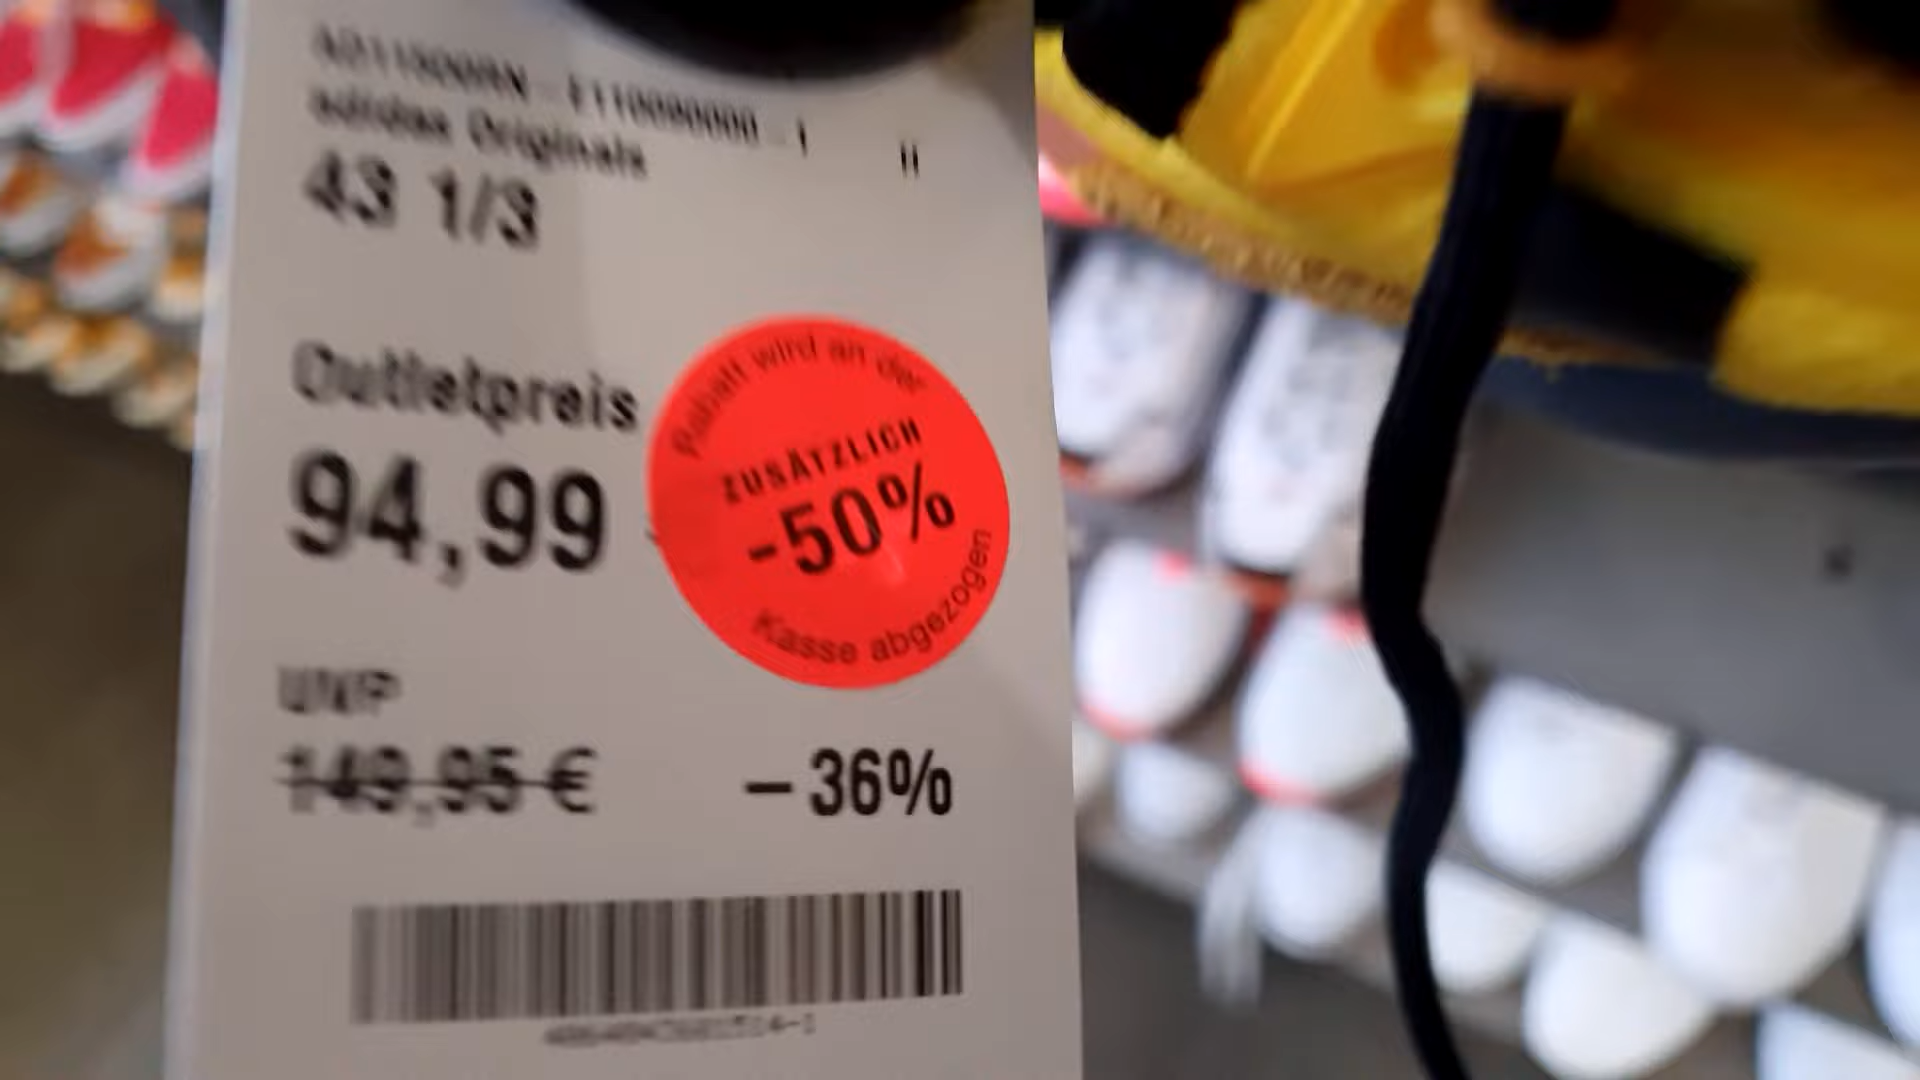 adidas Originals
43 1/3
Outletpreis
94,99
Rabatt wird an der
ZUSÄTZLICH
-50%
Kasse abgezogen
UVP
149,95 €
– 36%